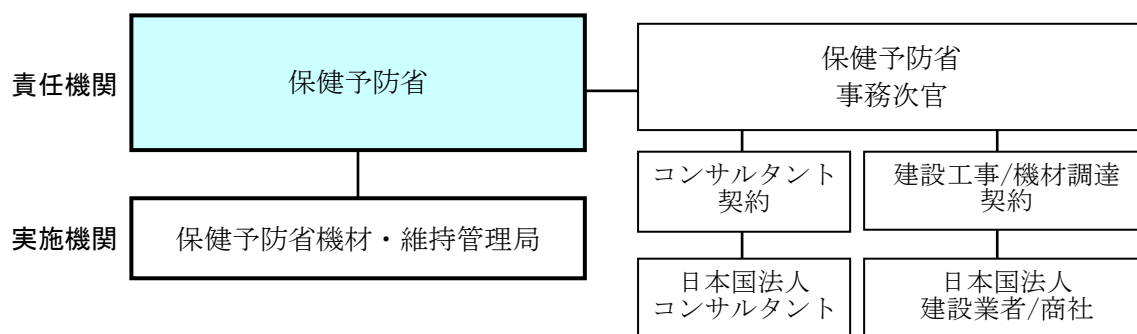 責任機関
保健予防省
保健予防省
事務次官
コンサルタント
契約
建設工事/機材調達
契約
実施機関
保健予防省機材・維持管理局
日本国法人
コンサルタント
日本国法人
建設業者/商社